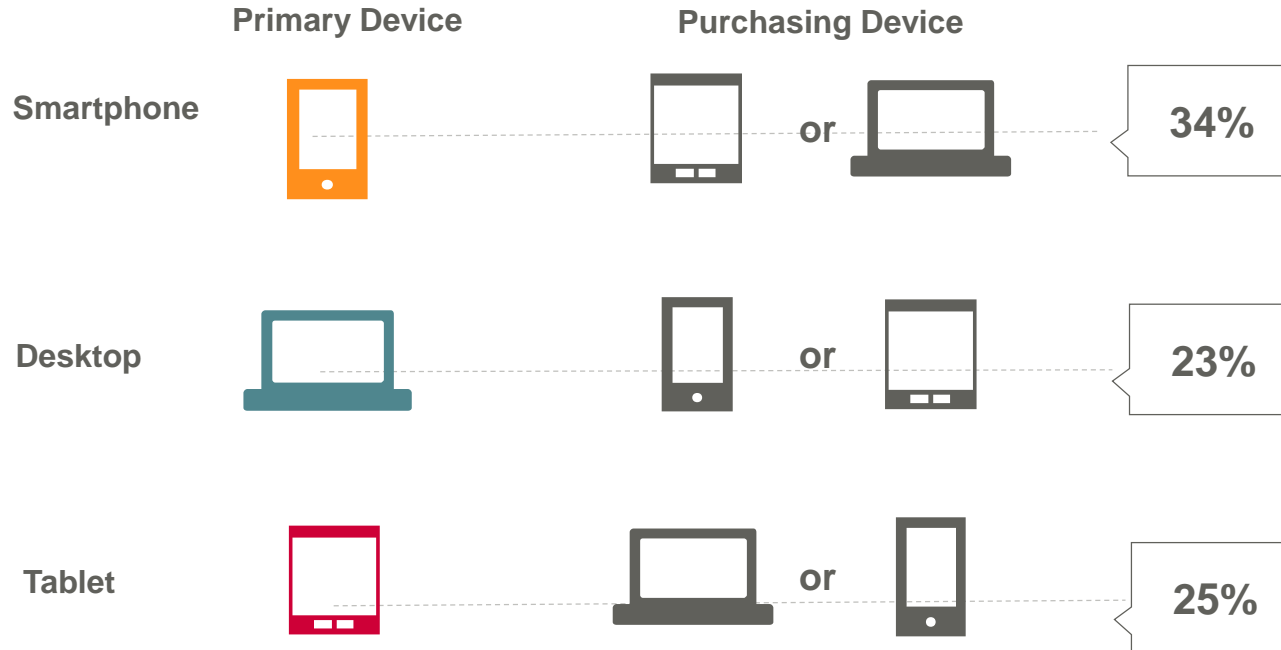 Primary Device
Purchasing Device
Smartphone
or
34%
Desktop
or
23%
Tablet
or
25%